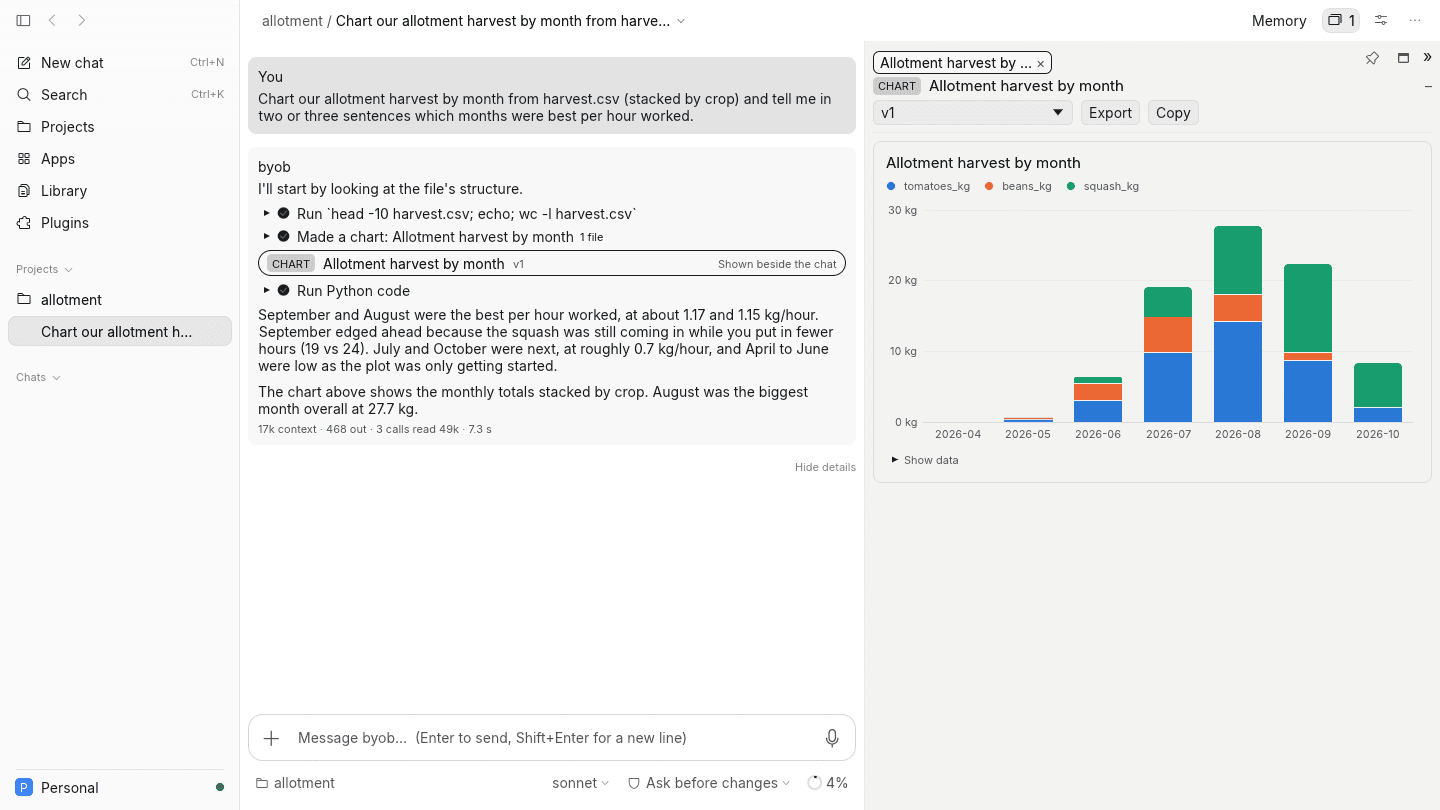 New chat
Ctrl+N
Search
Ctrl+K
Projects
Apps
Library
Plugins
Projects
allotment
Chart our allotment h...
Chats
P
Personal
allotment / Chart our allotment harvest by month from harve...
Memory
1
You
Chart our allotment harvest by month from harvest.csv (stacked by crop) and tell me in
two or three sentences which months were best per hour worked.
byob
I'll start by looking at the file's structure.
Run `head -10 harvest.csv; echo; wc -l harvest.csv`
Made a chart: Allotment harvest by month 1 file
CHART Allotment harvest by month v1 Shown beside the chat
Run Python code
September and August were the best per hour worked, at about 1.17 and 1.15 kg/hour.
September edged ahead because the squash was still coming in while you put in fewer
hours (19 vs 24). July and October were next, at roughly 0.7 kg/hour, and April to June
were low as the plot was only getting started.
The chart above shows the monthly totals stacked by crop. August was the biggest
month overall at 27.7 kg.
17k context · 468 out · 3 calls read 49k · 7.3 s
Hide details
Message byob... (Enter to send, Shift+Enter for a new line)
allotment
sonnet
Ask before changes
4%
Allotment harvest by ... ×
CHART Allotment harvest by month
v1
Export
Copy
Allotment harvest by month
tomatoes_kg beans_kg squash_kg
30 kg
20 kg
10 kg
0 kg
2026-04 2026-05 2026-06 2026-07 2026-08 2026-09 2026-10
Show data